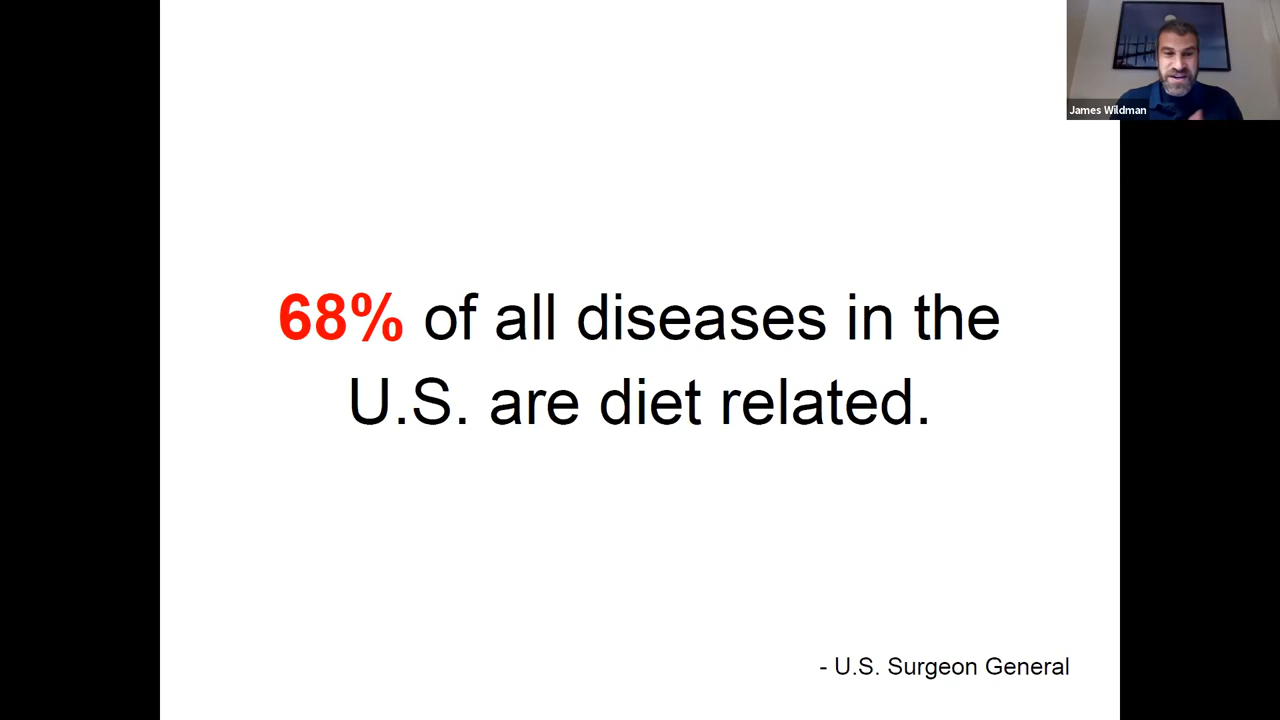 James Wildman
68% of all diseases in the
U.S. are diet related.
- U.S. Surgeon General